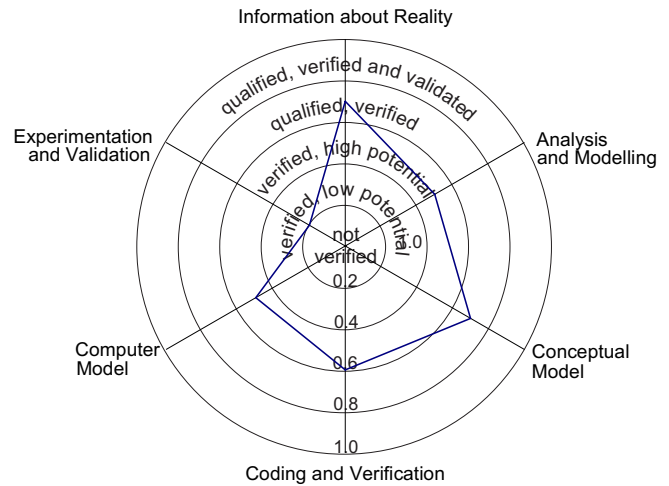 Information about Reality
qualified, verified and validated
qualified, verified
verified, high potential
verified, low potential
not
verified
Experimentation
and Validation
Analysis
and Modelling
0.2
0.4
0.6
0.8
1.0
Computer
Model
Conceptual
Model
Coding and Verification